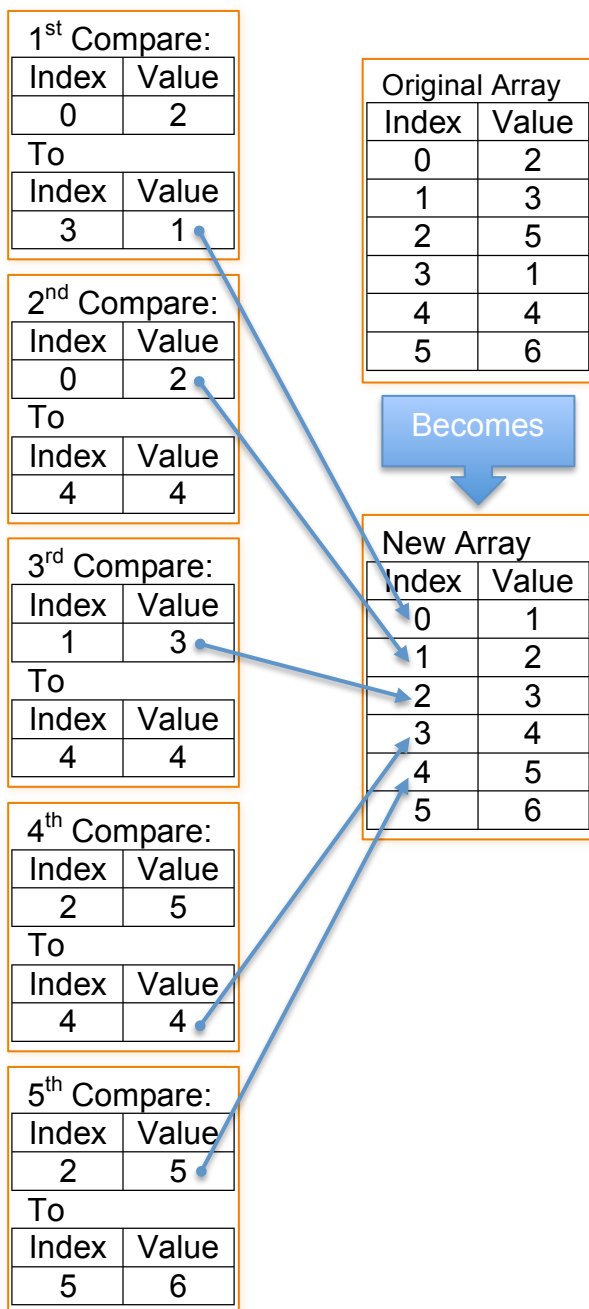 1st Compare:
Index Value
0 2
To
Index Value
3 1
2nd Compare:
Index Value
0 2
To
Index Value
4 4
3rd Compare:
Index Value
1 3
To
Index Value
4 4
4th Compare:
Index Value
2 5
To
Index Value
4 4
5th Compare:
Index Value
2 5
To
Index Value
5 6
Original Array
Index Value
0 2
1 3
2 5
3 1
4 4
5 6
Becomes
New Array
Index Value
0 1
1 2
2 3
3 4
4 5
5 6